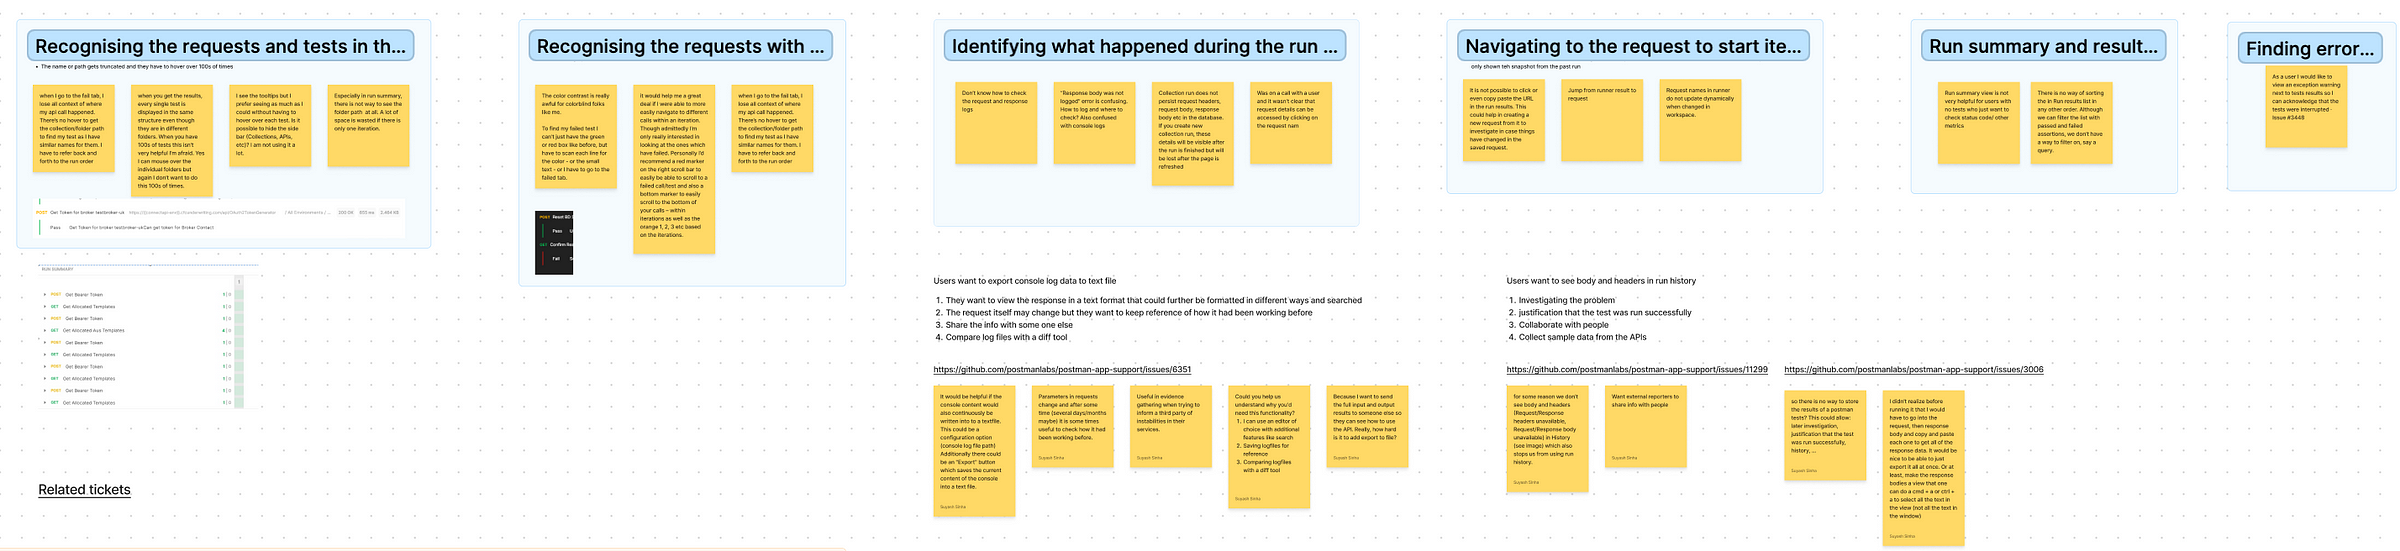 Recognising the requests and tests in th...
The name or path gets truncated and they have to hover over 100s of times
when I go to the fail tab, I
lose all context of where
my api call happened.
There's no hover to get
the collection/folder path
to find my test as I have
similar names for them. I
have to refer back and
forth to the run order
when you get the results,
every single test is
displayed in the same
structure even though
they are in different
folders. When you have
100s of tests this isn't
very helpful I'm afraid. Yes
I can mouse over the
individual folders but
again I don't want to do
this 100s of times.
I see the tooltips but I
prefer seeing as much as I
could without having to
hover over each test. Is it
possible to hide the side
bar (Collections, APIs,
etc)? I am not using it a
lot.
Especially in run summary,
there is not way to see the
folder path at all. A lot of
space is wasted if there is
only one iteration.
POST Get Token for broker testbroker-uk
Pass Get Token for broker testbroker-ukCan get token for Broker Contact
RUN SUMMARY
1
POST Get Bearer Token
GET Get Allocated Templates
POST Get Bearer Token
GET Get Allocated Aux Templates
POST Get Bearer Token
GET Get Allocated Templates
POST Get Bearer Token
GET Get Allocated Templates
POST Get Bearer Token
GET Get Allocated Templates
Related tickets
Recognising the requests with ...
The color contrast is really
awful for colorblind folks
like me.
To find my failed test I
can't just have the green
or red box like before, but
have to scan each line
for the color - or the small
text - or I have to go to the
failed tab.
POST Reset BD
Pass
GET Confirm Rea
Fail
it would help me a great
deal if I were able to more
easily navigate to different
calls within an iteration.
Though admittedly I'm
only really interested in
looking at the ones which
have failed. Personally I'd
recommend a red marker
on the right scroll bar to
easily be able to scroll to a
failed call/test and also a
bottom marker to easily
scroll to the bottom of
your calls – within
iterations as well as the
orange 1, 2, 3 etc based
on the iterations.
when I go to the fail tab, I
lose all context of where
my api call happened.
There's no hover to get
the collection/folder path
to find my test as I have
similar names for them. I
have to refer back and
forth to the run order
Identifying what happened during the run ...
Don't know how to check
the request and response
logs
"Response body was not
logged" error is confusing.
How to log and where to
check? Also confused
with console logs
Collection run does not
persist request headers,
request body, response
body etc in the database.
If you create new
collection run, these
details will be visible after
the run is finished but will
be lost after the page is
refreshed
Was on a call with a user
and it wasn't clear that
request details can be
accessed by clicking on
the request nam
Users want to export console log data to text file
1. They want to view the response in a text format that could further be formatted in different ways and searched
2. The request itself may change but they want to keep reference of how it had been working before
3. Share the info with some one else
4. Compare log files with a diff tool
https://github.com/postmanlabs/postman-app-support/issues/6351
It would be helpful if the
console content would
also continuously be
written into to a textfile.
This could be a
configuration option
(console log file path)
Additionally there could
be an "Export" button
which saves the current
content of the console
into a text file.
Suyash Sinha
Parameters in requests
change and after some
time (several days/months
maybe) it is some times
useful to check how it had
been working before.
Suyash Sinha
Useful in evidence
gathering when trying to
inform a third party of
instabilities in their
services.
Suyash Sinha
Could you help us
understand why you'd
need this functionality?
1. I can use an editor of
choice with additional
features like search
2. Saving logfiles for
reference
3. Comparing logfiles
with a diff tool
Suyash Sinha
Because I want to send
the full input and output
results to someone else so
they can see how to use
the API. Really, how hard
is it to add export to file?
Suyash Sinha
Navigating to the request to start ite...
only shown teh snapshot from the past run
It is not possible to click or
even copy paste the URL
in the run results. This
could help in creating a
new request from it to
investigate in case things
have changed in the
saved request.
Jump from runner result to
request
Request names in runner
do not update dynamically
when changed in
workspace.
Users want to see body and headers in run history
1. Investigating the problem
2. justification that the test was run successfully
3. Collaborate with people
4. Collect sample data from the APIs
https://github.com/postmanlabs/postman-app-support/issues/11299
for some reason we don't
see body and headers
(Request/Response
headers unavailable,
Request/Response body
unavailable) in History
(see image) which also
stops us from using run
history.
Suyash Sinha
Want external reporters to
share info with people
Suyash Sinha
https://github.com/postmanlabs/postman-app-support/issues/3006
so there is no way to store
the results of a postman
tests? This could allow:
later investigation,
justification that the test
was run successfully,
history, ...
Suyash Sinha
I didn't realize before
running it that I would
have to go into the
request, then response
body and copy and paste
each one to get all of the
response data. It would be
nice to be able to just
export it all at once. Or at
least, make the response
bodies a view that one
can do a cmd + a or ctrl +
a to select all the text in
the view (not all the text in
the window)
Suyash Sinha
Run summary and result...
Run summary view is not
very helpful for users with
no tests who just want to
check status code/ other
metrics
There is no way of sorting
the in Run results list in
any other order. Although
we can filter the list with
passed and failed
assertions, we don't have
a way to filter on, say a
query.
Finding error...
As a user I would like to
view an exception warning
next to tests results so I
can acknowledge that the
tests were interrupted
Issue #3448